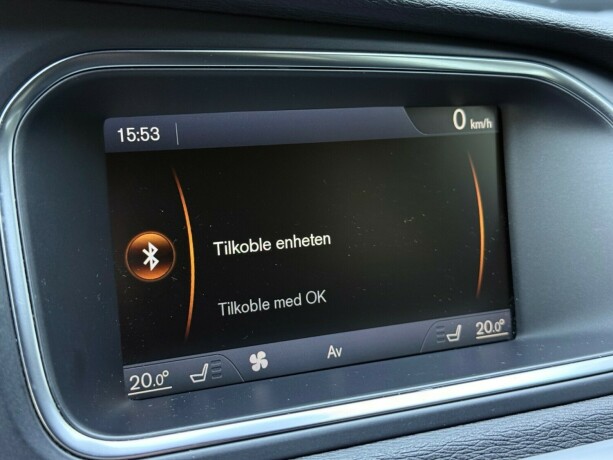 15:53
0 km/h
Tilkoble enheten
Tilkoble med OK
20.0° Av 20.0°